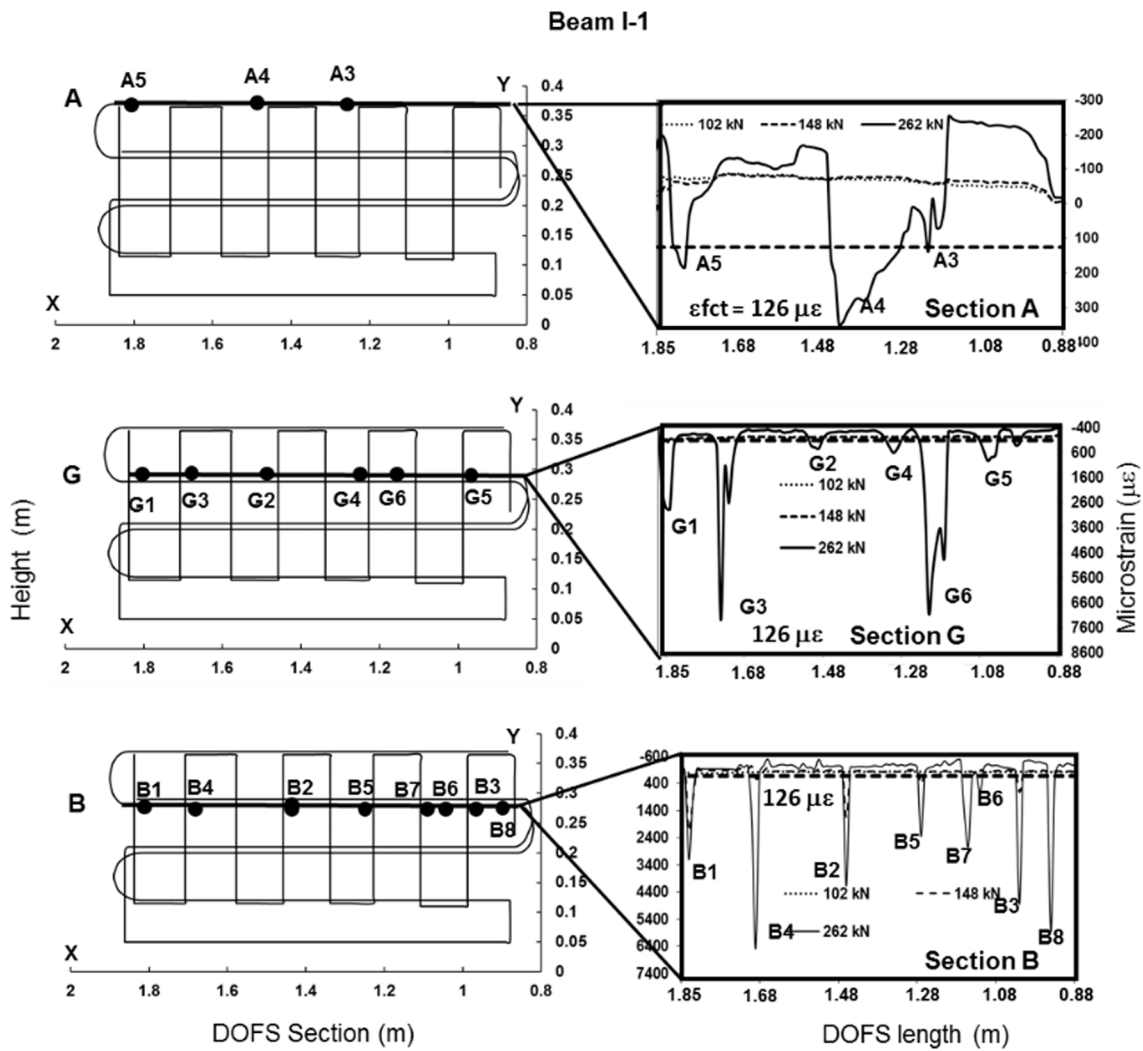 Beam I-1
A
A5
A4
A3
Y
0.4
0.35
0.3
0.25
0.2
0.15
0.1
0.05
0
X
2 1.8 1.6 1.4 1.2 1 0.8
102 kN 148 kN 262 kN
-300
-200
-100
0
100
200
300
400
A5
A4
A3
εfct = 126 µε
Section A
1.85 1.68 1.48 1.28 1.08 0.88
G
G1 G3 G2 G4 G6 G5
Y
0.4
0.35
0.3
0.25
0.2
0.15
0.1
0.05
0
X
2 1.8 1.6 1.4 1.2 1 0.8
-400
600
1600
2600
3600
4600
5600
6600
7600
8600
G1
G3
G2
G4
G6
G5
102 kN
148 kN
262 kN
126 µε
Section G
1.85 1.68 1.48 1.28 1.08 0.88
Height (m)
Microstrain (µε)
B
B1 B4 B2 B5 B7 B6 B3
B8
Y
0.4
0.35
0.3
0.25
0.2
0.15
0.1
0.05
0
X
2 1.8 1.6 1.4 1.2 1 0.8
DOFS Section (m)
-600
400
1400
2400
3400
4400
5400
6400
7400
126 µε
B1
B4
B2
B5
B7
B6
B3
B8
102 kN 148 kN
262 kN
Section B
1.85 1.68 1.48 1.28 1.08 0.88
DOFS length (m)